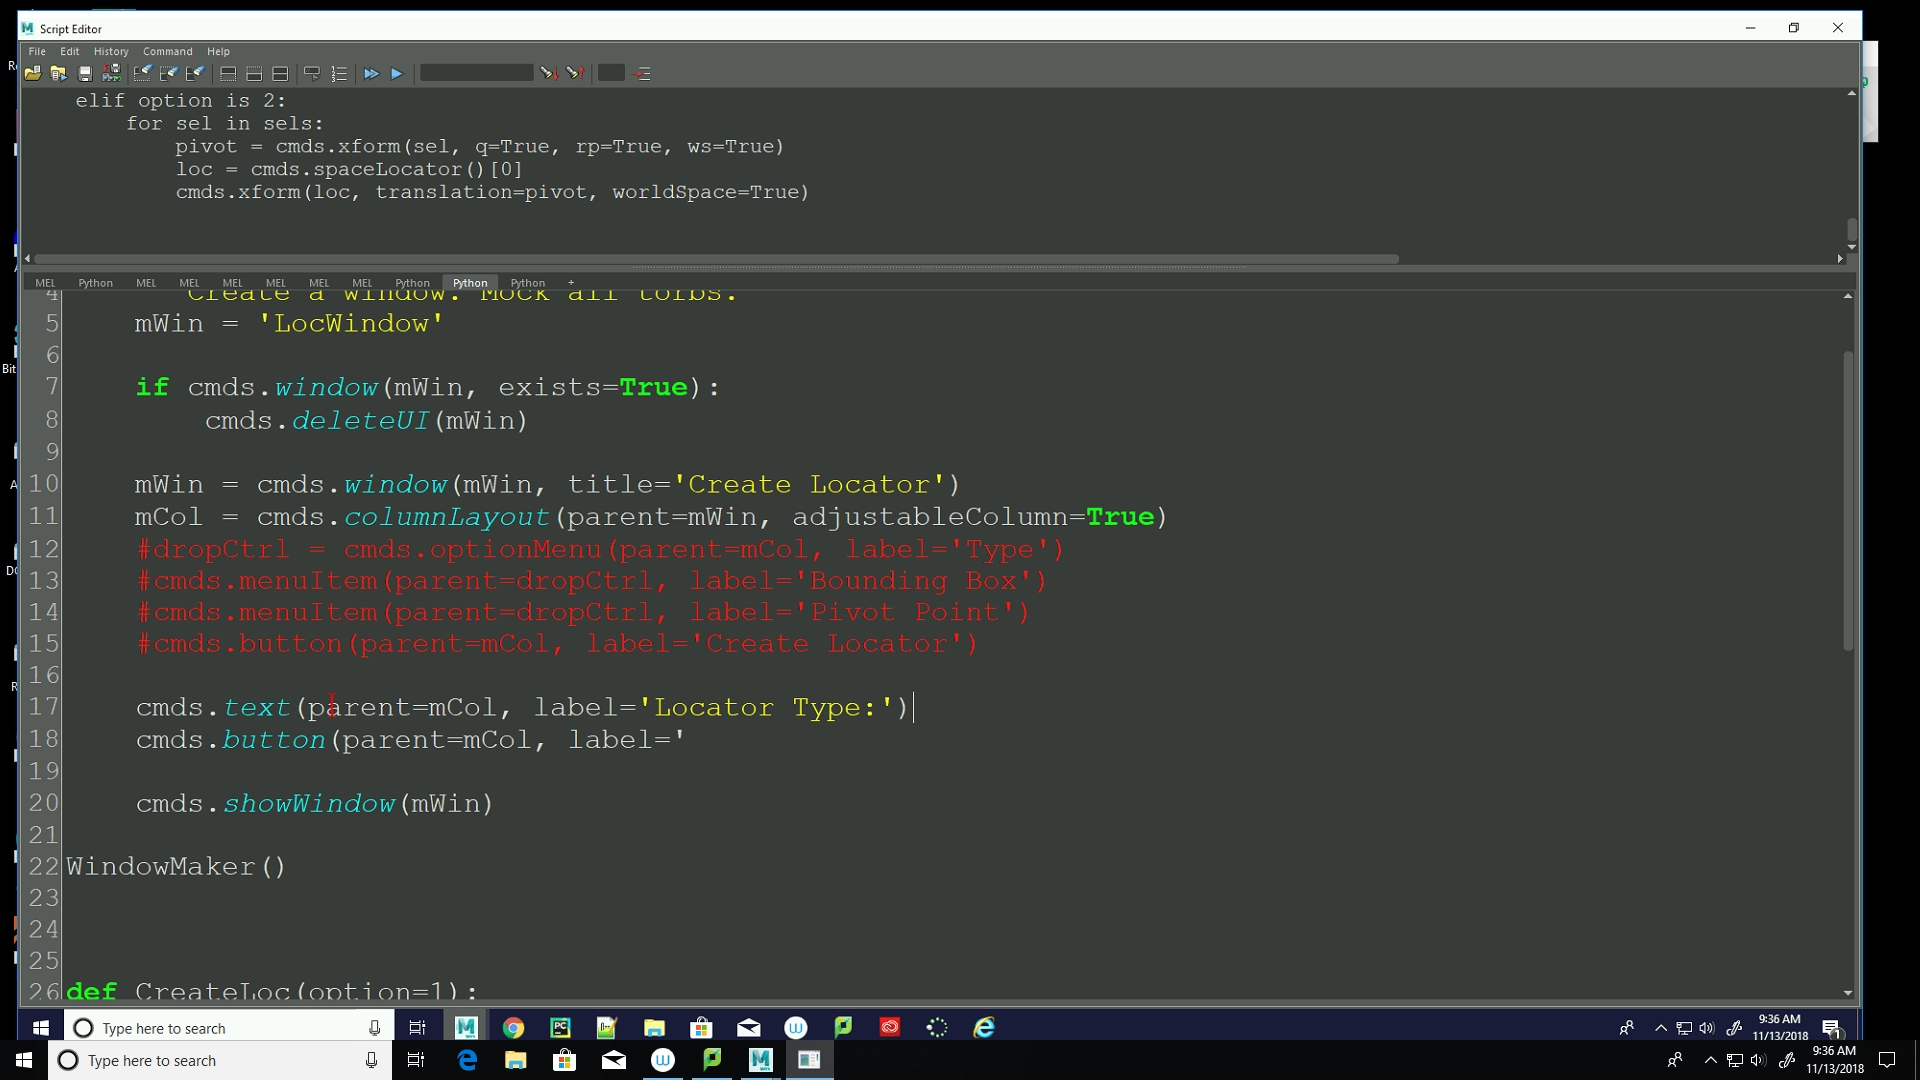 Script Editor
File Edit History Command Help
elif option is 2:
for sel in sels:
pivot = cmds.xform(sel, q=True, rp=True, ws=True)
loc = cmds.spaceLocator()[0]
cmds.xform(loc, translation=pivot, worldSpace=True)
MEL Python MEL MEL MEL MEL MEL MEL Python Python Python +
4 Create a window. Mock all
5 mWin = 'LocWindow'
6
7 if cmds.window(mWin, exists=True):
8 cmds.deleteUI(mWin)
9
10 mWin = cmds.window(mWin, title='Create Locator')
11 mCol = cmds.columnLayout(parent=mWin, adjustableColumn=True)
12 #dropCtrl = cmds.optionMenu(parent=mCol, label='Type')
13 #cmds.menuItem(parent=dropCtrl, label='Bounding Box')
14 #cmds.menuItem(parent=dropCtrl, label='Pivot Point')
15 #cmds.button(parent=mCol, label='Create Locator')
16
17 cmds.text(parent=mCol, label='Locator Type:')
18 cmds.button(parent=mCol, label='
19
20 cmds.showWindow(mWin)
21
22 WindowMaker()
23
24
25
26 def CreateLoc(option=1):
Bit
Type here to search
9:36 AM
11/13/2018
1
Type here to search
9:36 AM
11/13/2018